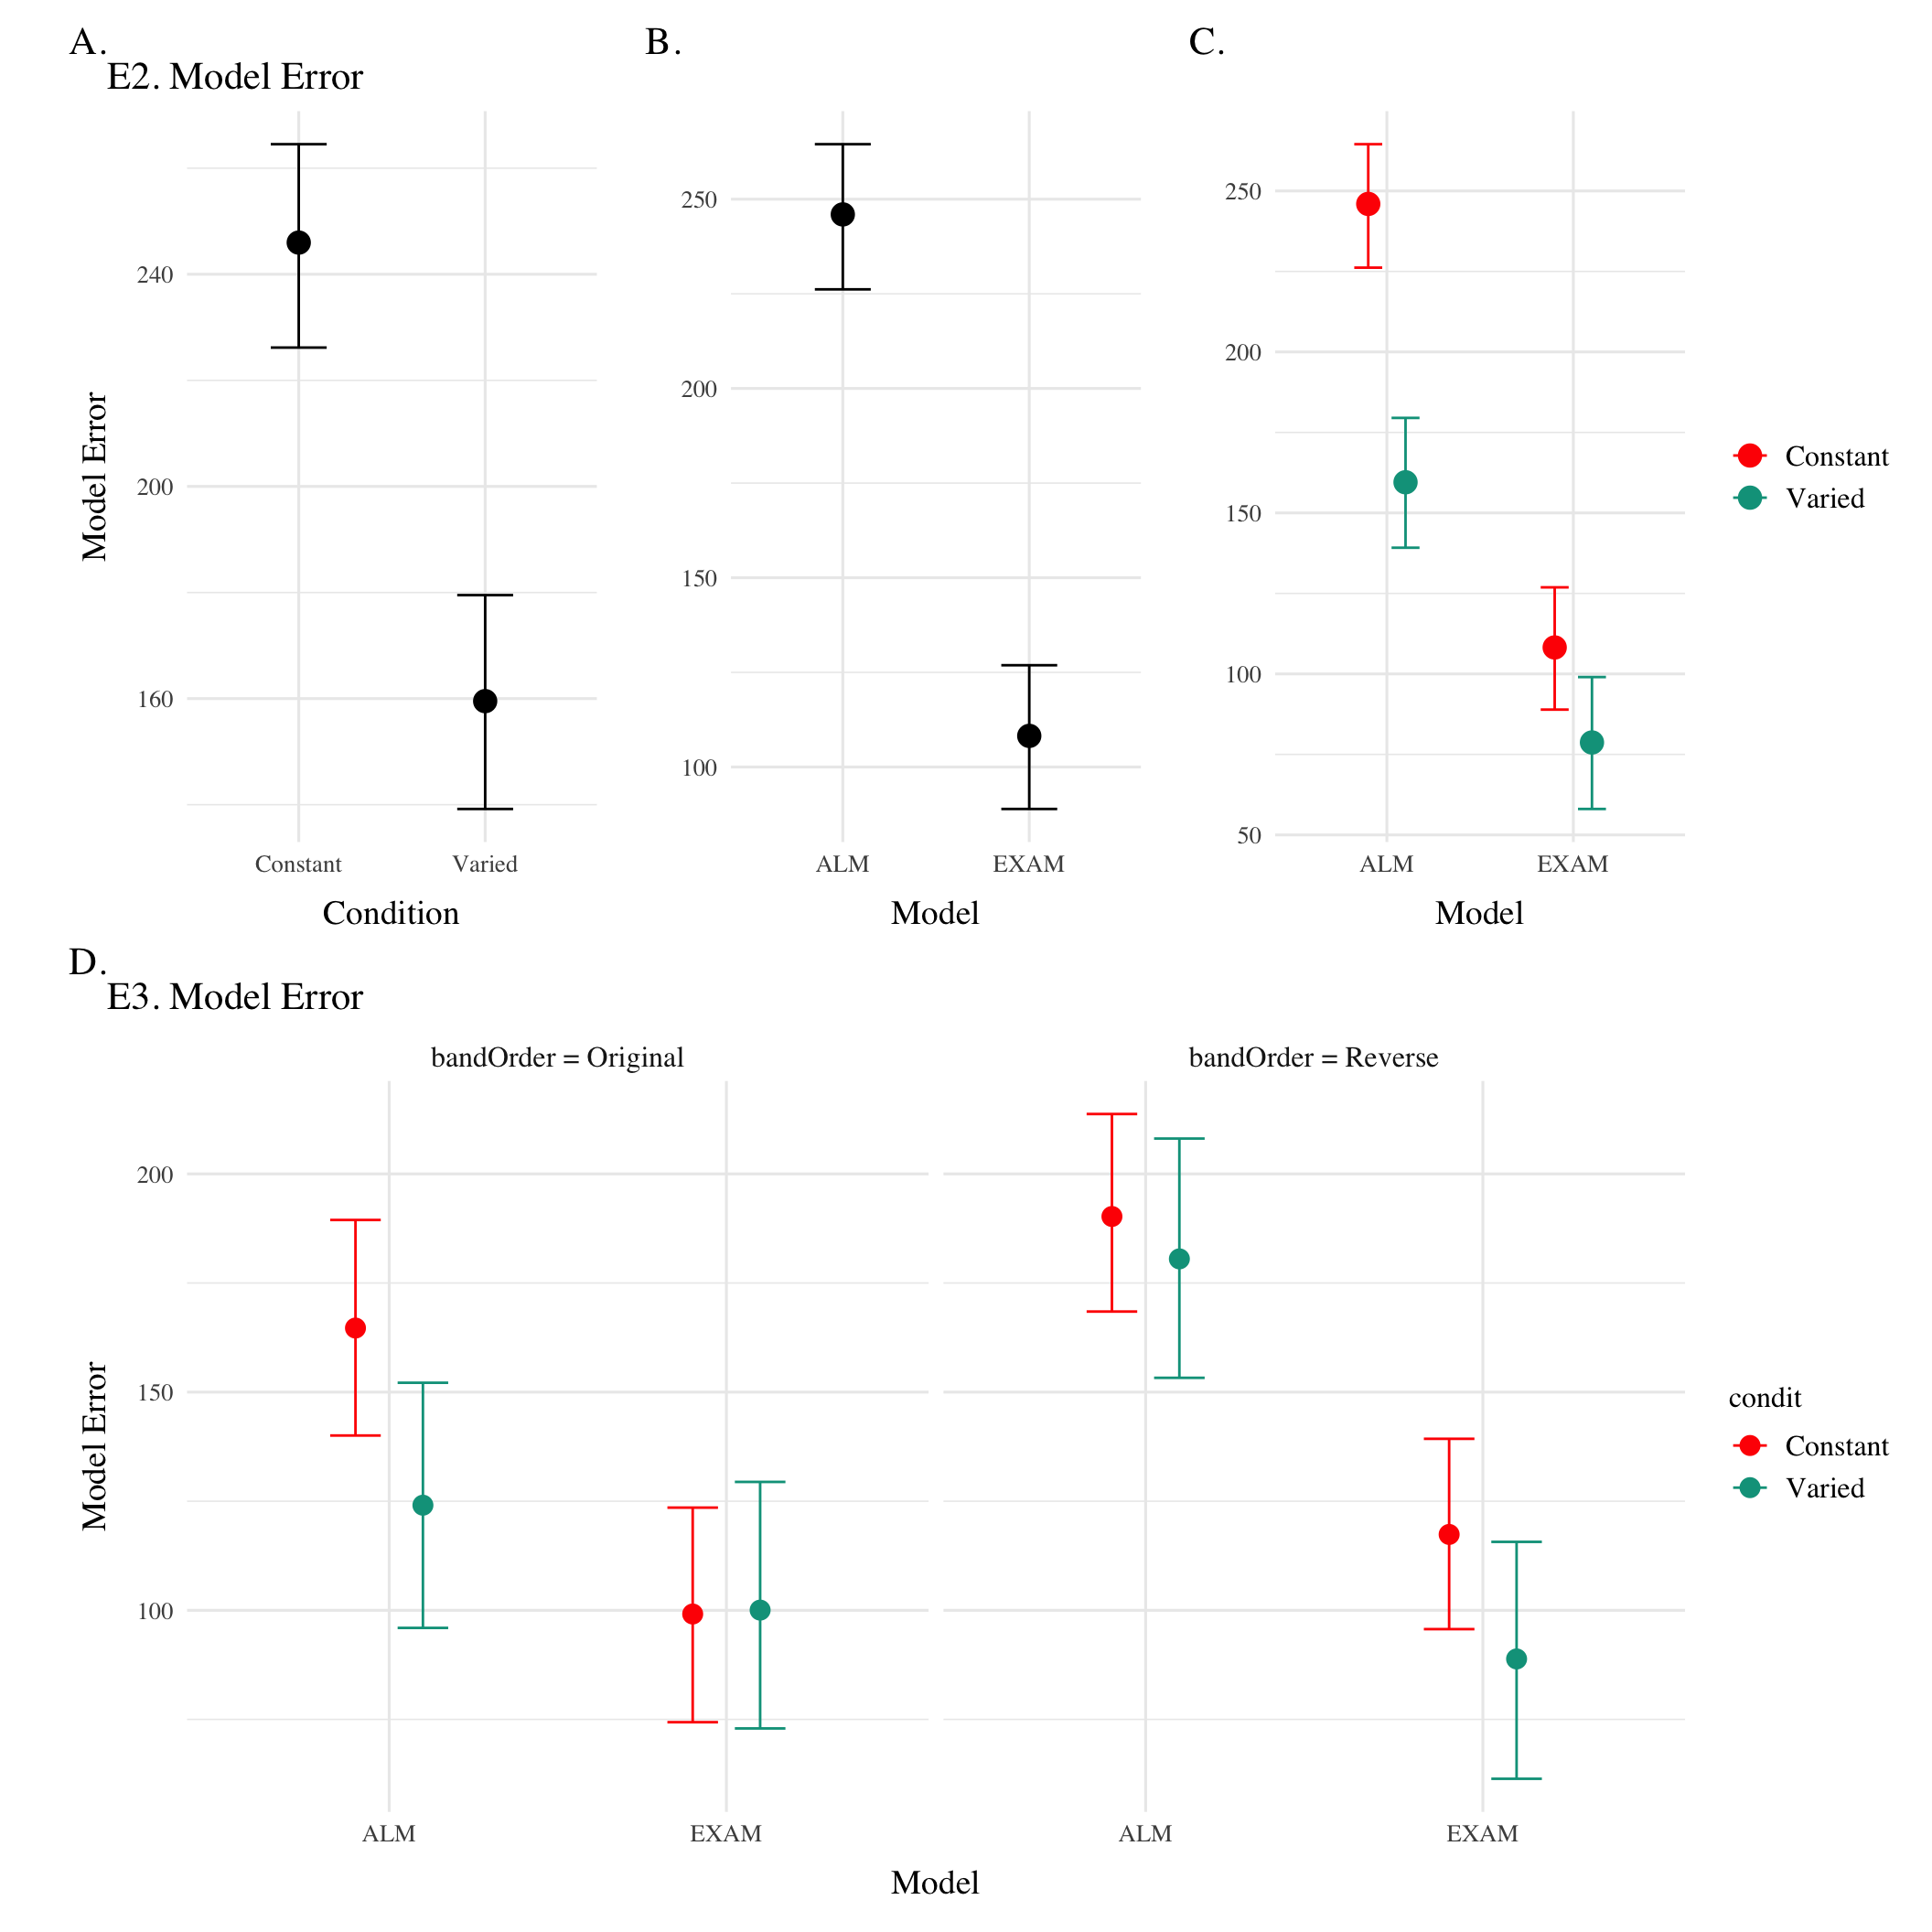 A.
E2. Model Error
Model Error
240
200
160
Constant
Varied
Condition
B.
250
200
150
100
ALM
EXAM
Model
C.
250
200
150
100
50
ALM
EXAM
Model
Constant
Varied
D.
E3. Model Error
bandOrder = Original
bandOrder = Reverse
Model Error
200
150
100
ALM
EXAM
ALM
EXAM
Model
condit
Constant
Varied